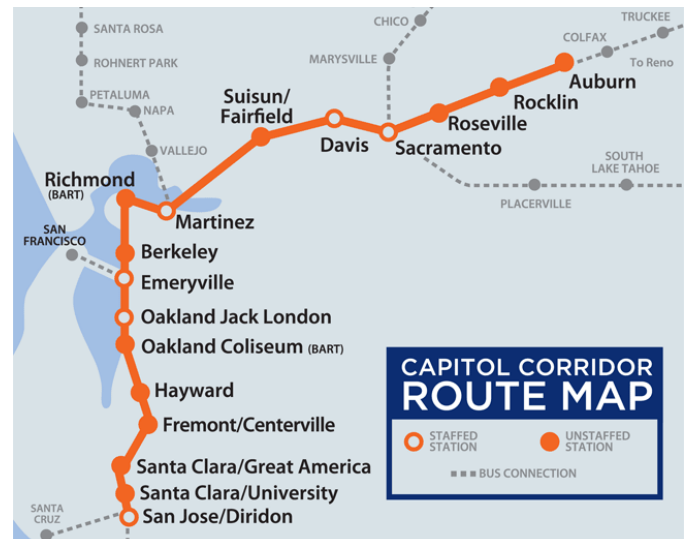 SANTA ROSA
ROHNERT PARK
PETALUMA
NAPA
VALLEJO
CHICO
MARYSVILLE
TRUCKEE
COLFAX
To Reno
Auburn
Rocklin
Roseville
Sacramento
Davis
Suisun/
Fairfield
SOUTH
LAKE TAHOE
PLACERVILLE
Richmond
(BART)
Martinez
SAN
FRANCISCO
Berkeley
Emeryville
Oakland Jack London
Oakland Coliseum (BART)
Hayward
Fremont/Centerville
Santa Clara/Great America
Santa Clara/University
San Jose/Diridon
SANTA
CRUZ
CAPITOL CORRIDOR
ROUTE MAP
STAFFED
STATION
UNSTAFFED
STATION
BUS CONNECTION